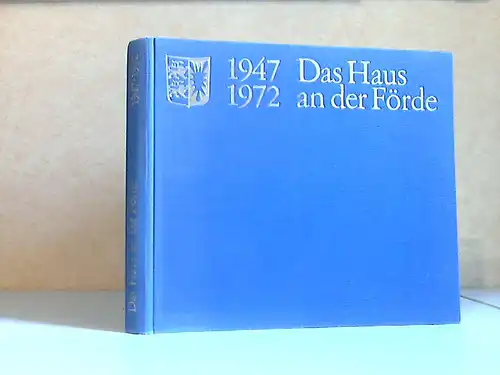 1947 Das Haus
1972 an der Förde